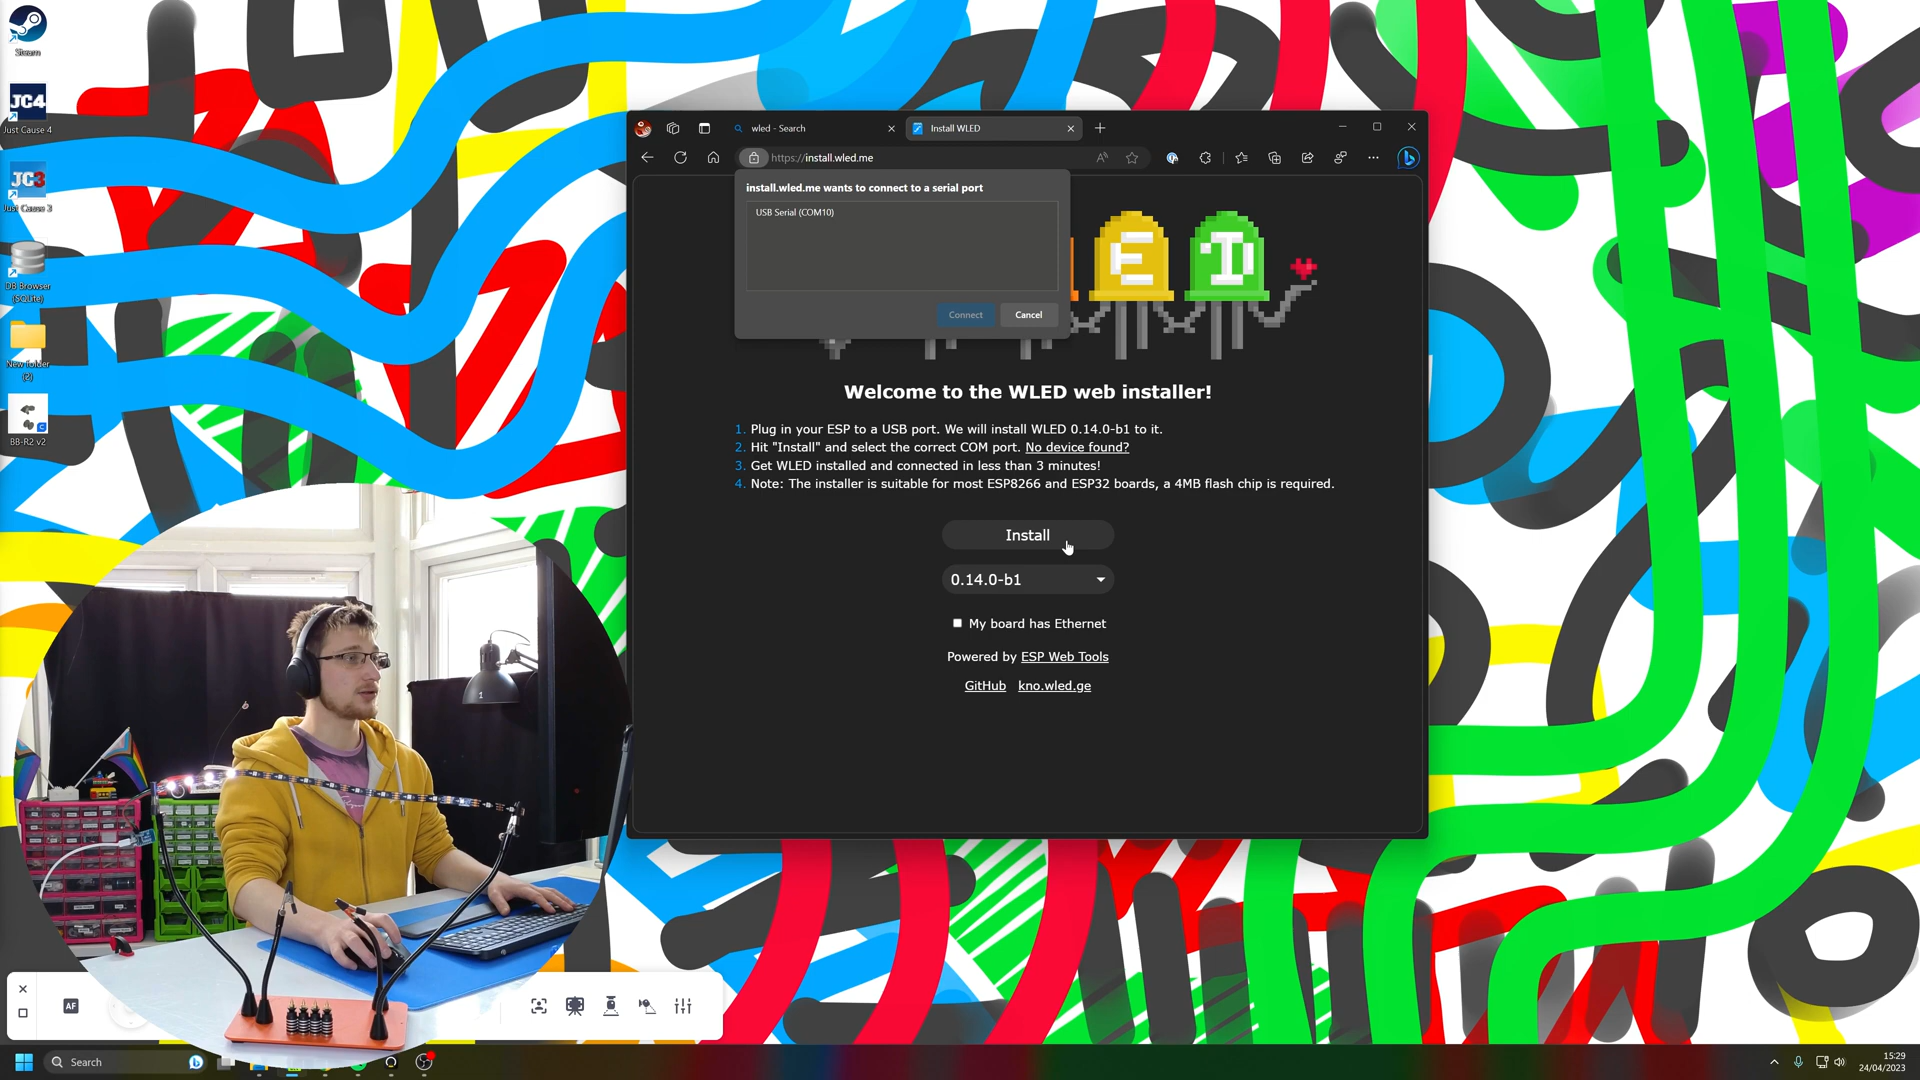 Steam
JC4
Just Cause 4
JC3
Just Cause 3
DB Browser
(SQLite)
New folder
(2)
BB-R2 v2
wled - Search
Install WLED
https://install.wled.me
install.wled.me wants to connect to a serial port
USB Serial (COM10)
Connect
Cancel
E D
Welcome to the WLED web installer!
1. Plug in your ESP to a USB port. We will install WLED 0.14.0-b1 to it.
2. Hit "Install" and select the correct COM port. No device found?
3. Get WLED installed and connected in less than 3 minutes!
4. Note: The installer is suitable for most ESP8266 and ESP32 boards, a 4MB flash chip is required.
Install
0.14.0-b1
My board has Ethernet
Powered by ESP Web Tools
GitHub kno.wled.ge
1
AF
Search
15:29
24/04/2023